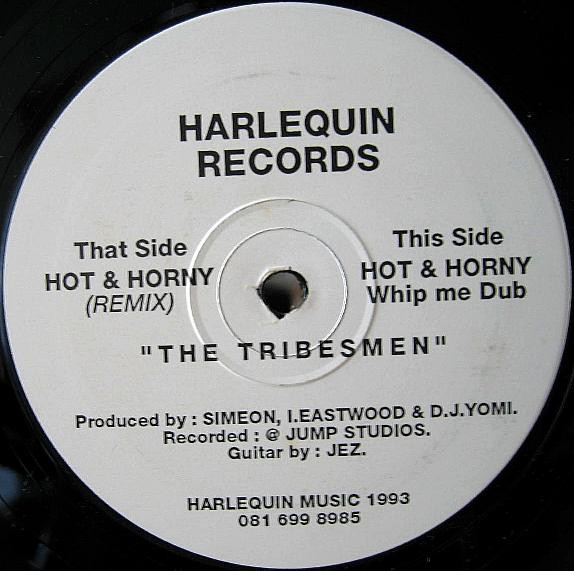 HARLEQUIN
RECORDS
That Side
HOT & HORNY
(REMIX)
This Side
HOT & HORNY
Whip me Dub
"THE TRIBESMEN"
Produced by : SIMEON, I.EASTWOOD & D.J.YOMI.
Recorded : @ JUMP STUDIOS.
Guitar by : JEZ.
HARLEQUIN MUSIC 1993
081 699 8985